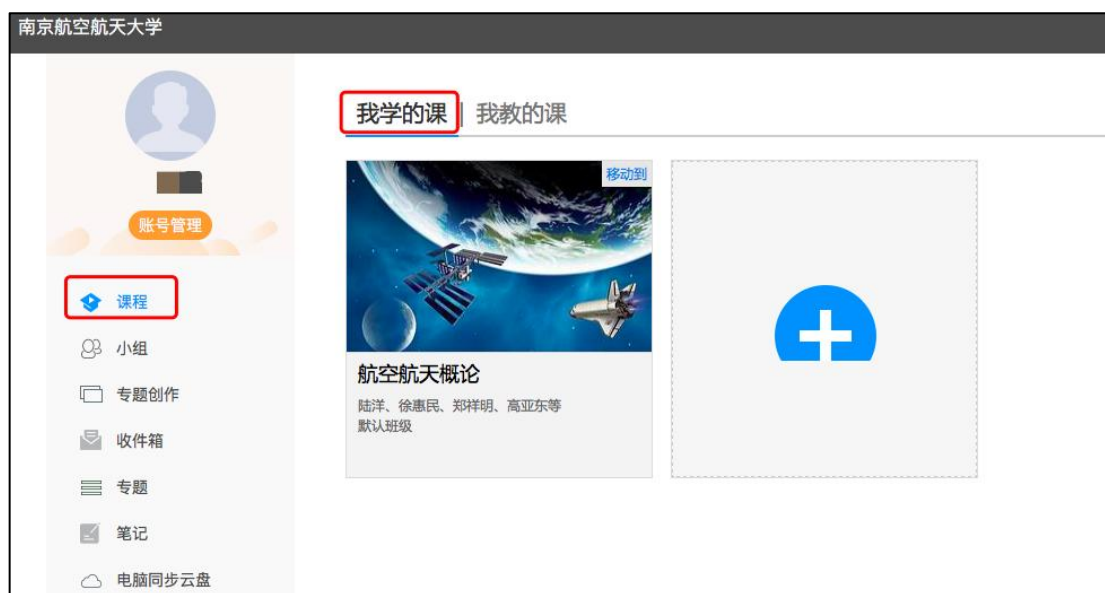 南京航空航天大学
账号管理
课程
小组
专题创作
收件箱
专题
笔记
电脑同步云盘
我学的课 | 我教的课
移动到
航空航天概论
陆洋、徐惠民、郑祥明、高亚东等
默认班级